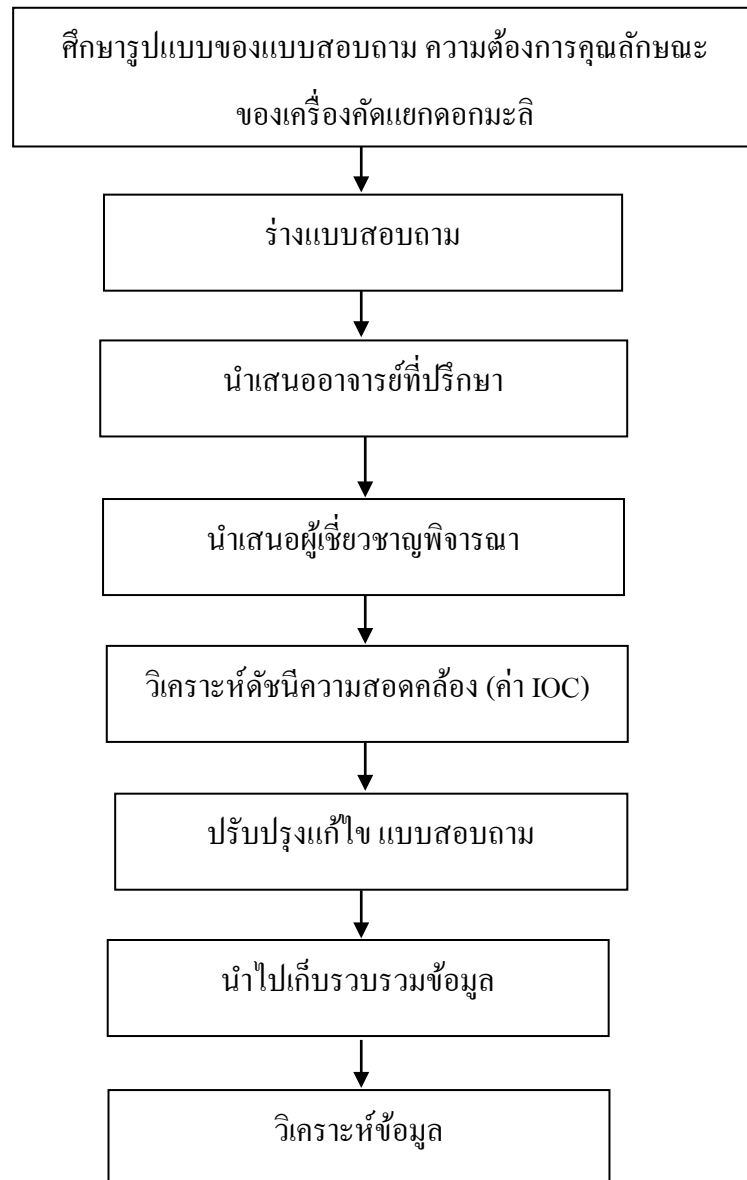 ศึกษารูปแบบของแบบสอบถาม ความต้องการคุณลักษณะ
ของเครื่องคัดแยกดอกมะลิ
ร่างแบบสอบถาม
นำเสนออาจารย์ที่ปรึกษา
นำเสนอผู้เชี่ยวชาญพิจารณา
วิเคราะห์ดัชนีความสอดคล้อง (ค่า IOC)
ปรับปรุงแก้ไข แบบสอบถาม
นำไปเก็บรวบรวมข้อมูล
วิเคราะห์ข้อมูล